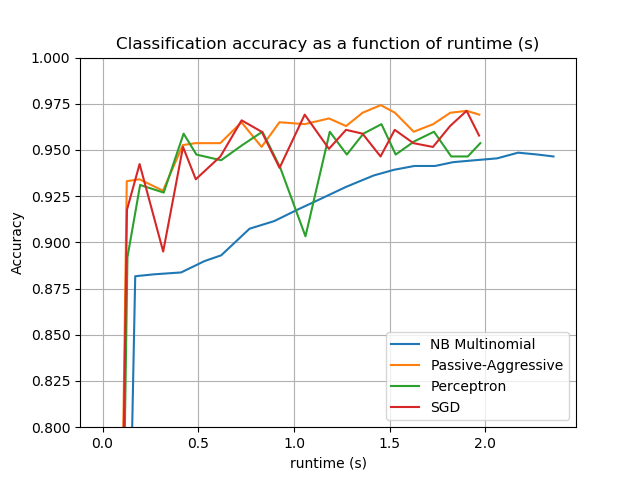 Classification accuracy as a function of runtime (s)
1.000
0.975
0.950
0.925
0.900
0.875
0.850
0.825
0.800
Accuracy
NB Multinomial
Passive-Aggressive
Perceptron
SGD
0.0 0.5 1.0 1.5 2.0
runtime (s)